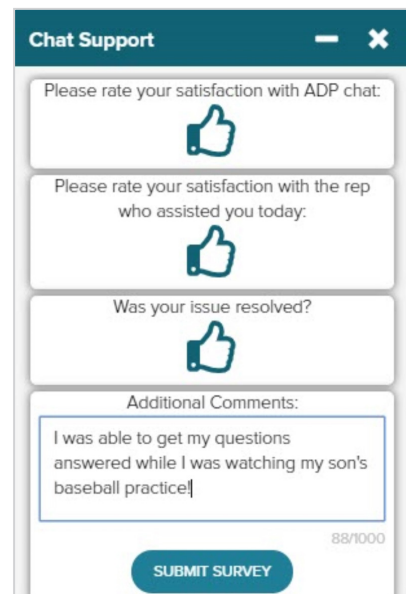 Chat Support
Please rate your satisfaction with ADP chat:
Please rate your satisfaction with the rep
who assisted you today:
Was your issue resolved?
Additional Comments:
I was able to get my questions
answered while I was watching my son's
baseball practice!
88/1000
SUBMIT SURVEY